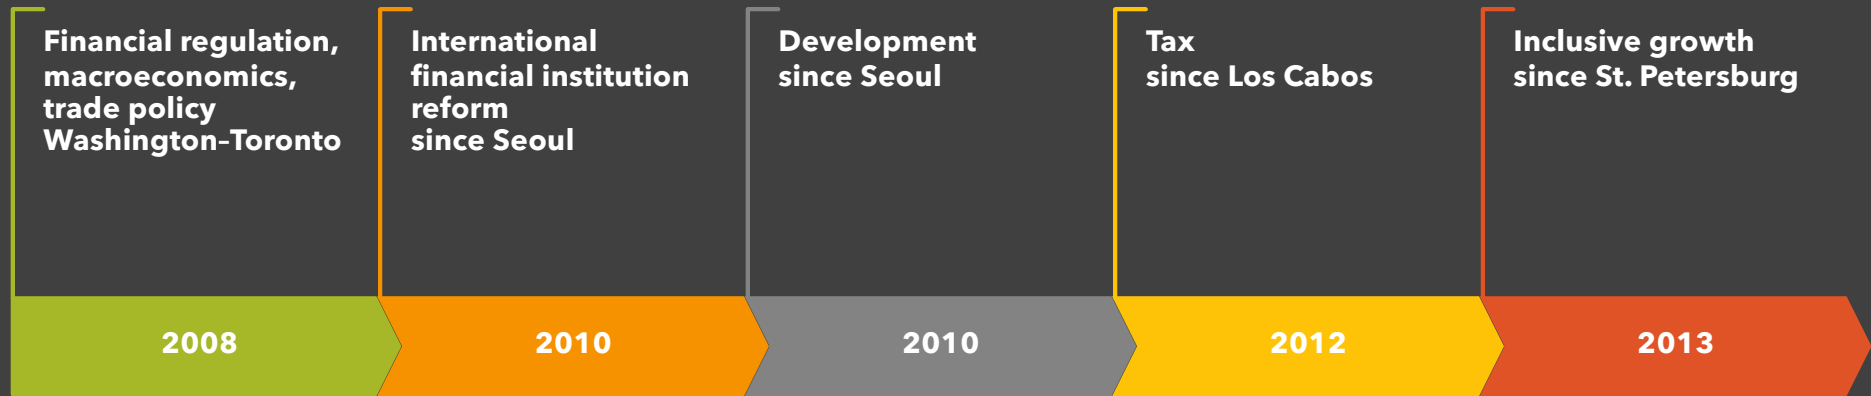 Financial regulation,
macroeconomics,
trade policy
Washington–Toronto
International
financial institution
reform
since Seoul
Development
since Seoul
Tax
since Los Cabos
Inclusive growth
since St. Petersburg
2008
2010
2010
2012
2013